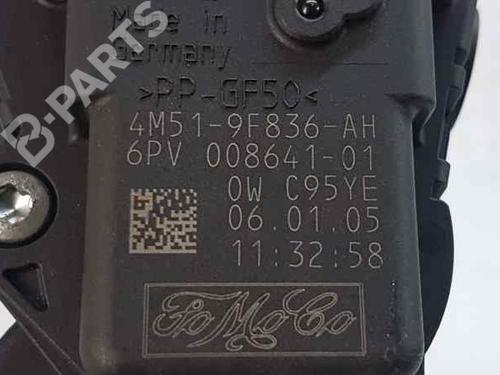 Made in
Germany
>PP-GF50<
4M51-9F836-AH
6PV 008641-01
0W C95YE
06.01.05
11:32:58
FoMoCo